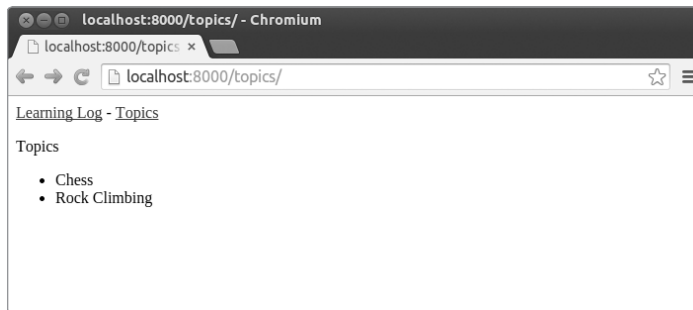 localhost:8000/topics/ - Chromium
localhost:8000/topics
localhost:8000/topics/
Learning Log - Topics
Topics
• Chess
• Rock Climbing